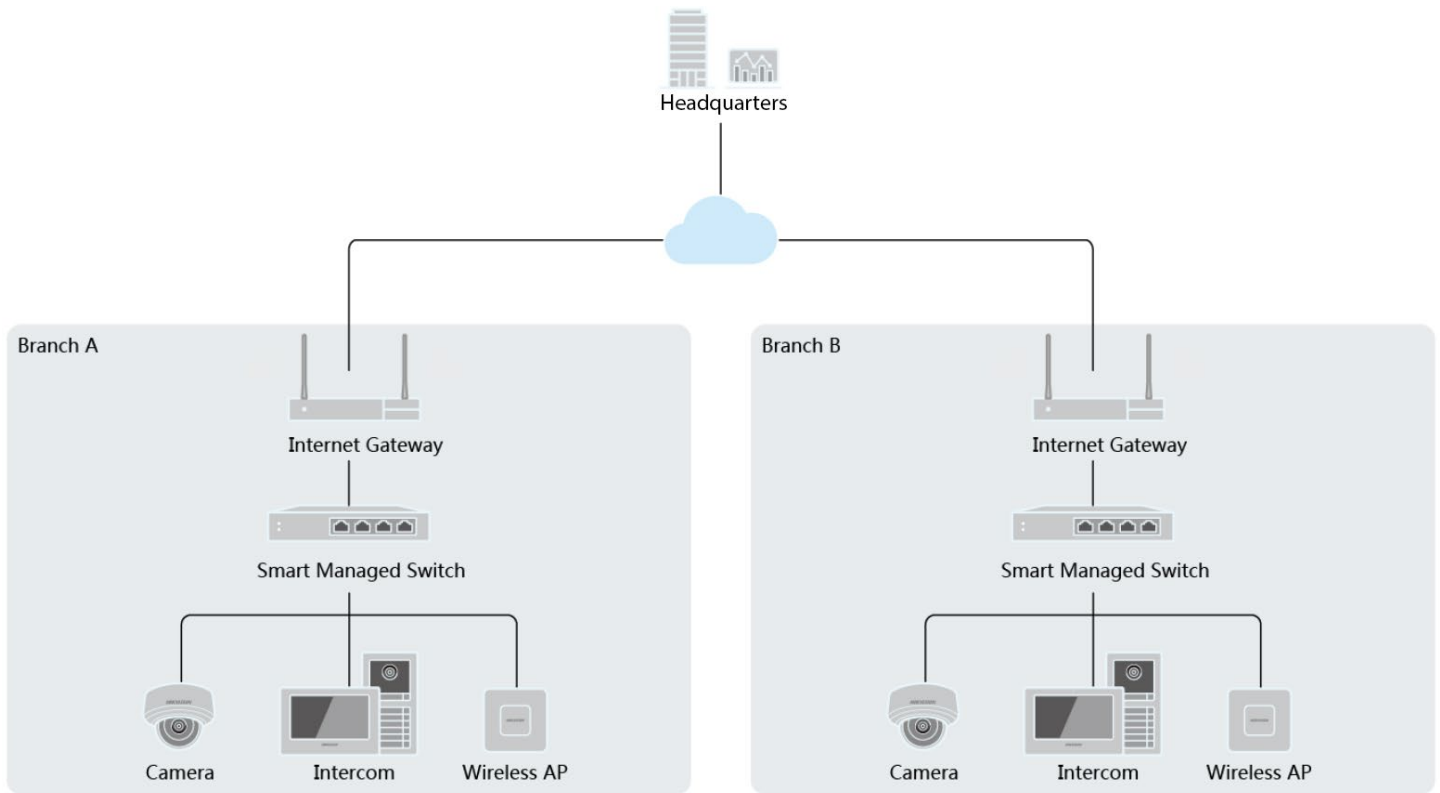 Headquarters
Branch A
Internet Gateway
Smart Managed Switch
Camera
Intercom
Wireless AP
Branch B
Internet Gateway
Smart Managed Switch
Camera
Intercom
Wireless AP